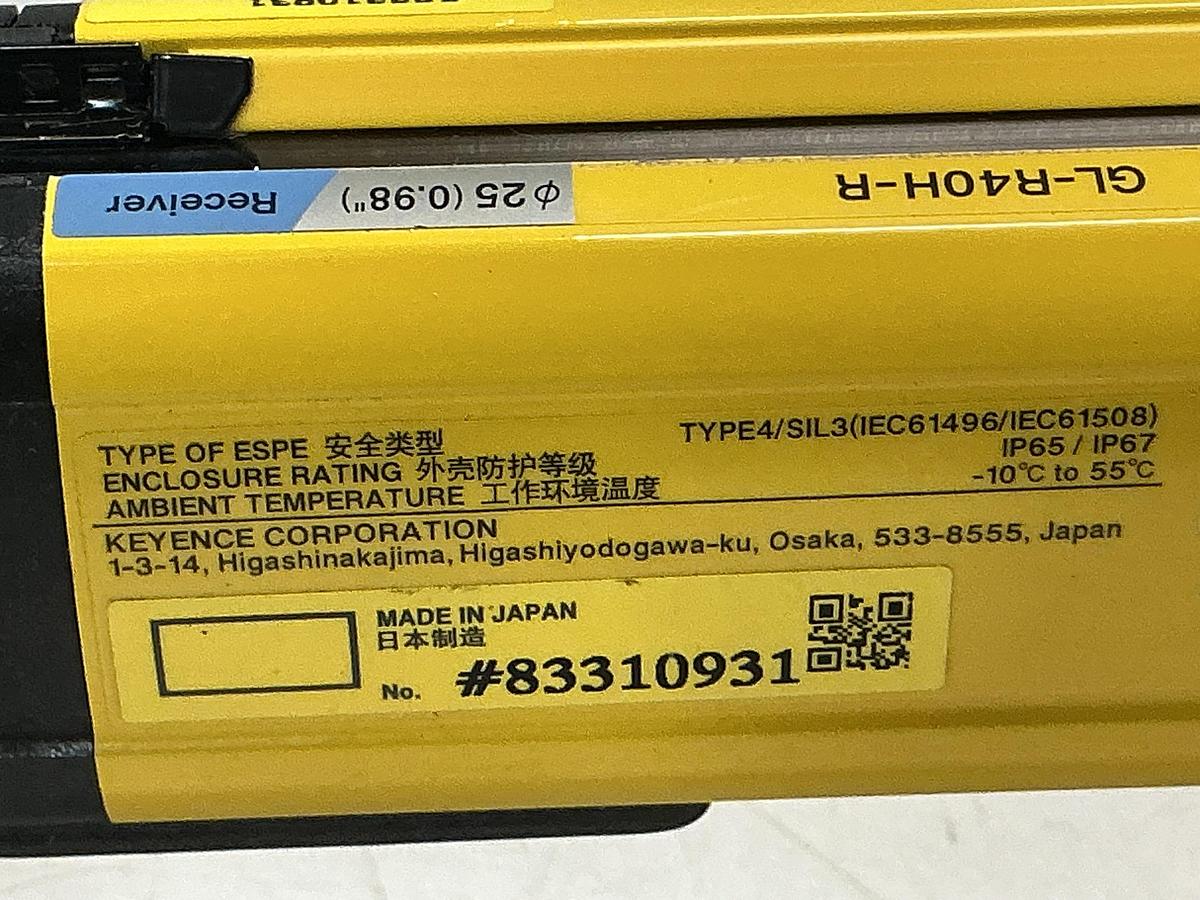 GL-R40H-R
ϕ25 (0.98") Receiver
TYPE OF ESPE 安全类型 TYPE4/SIL3(IEC61496/IEC61508)
ENCLOSURE RATING 外壳防护等级 IP65 / IP67
AMBIENT TEMPERATURE 工作环境温度 -10℃ to 55℃
KEYENCE CORPORATION
1-3-14, Higashinakajima, Higashiyodogawa-ku, Osaka, 533-8555, Japan
MADE IN JAPAN
日本制造
No. #83310931